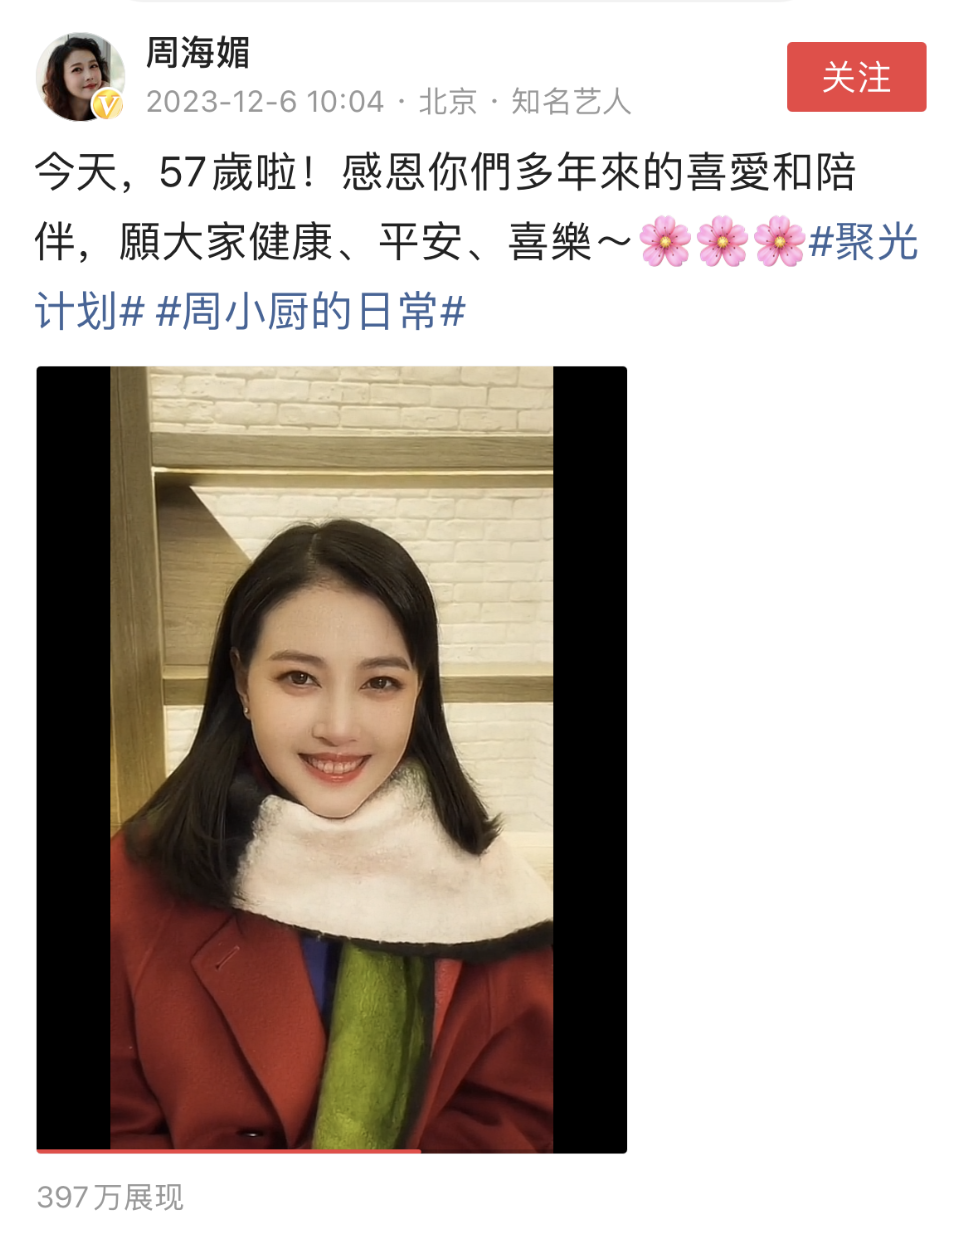 周海媚
2023-12-6 10:04 · 北京 · 知名艺人
关注
今天，57歲啦！感恩你們多年來的喜愛和陪
伴，願大家健康、平安、喜樂～🌸🌸🌸#聚光
计划# #周小厨的日常#
397万展现